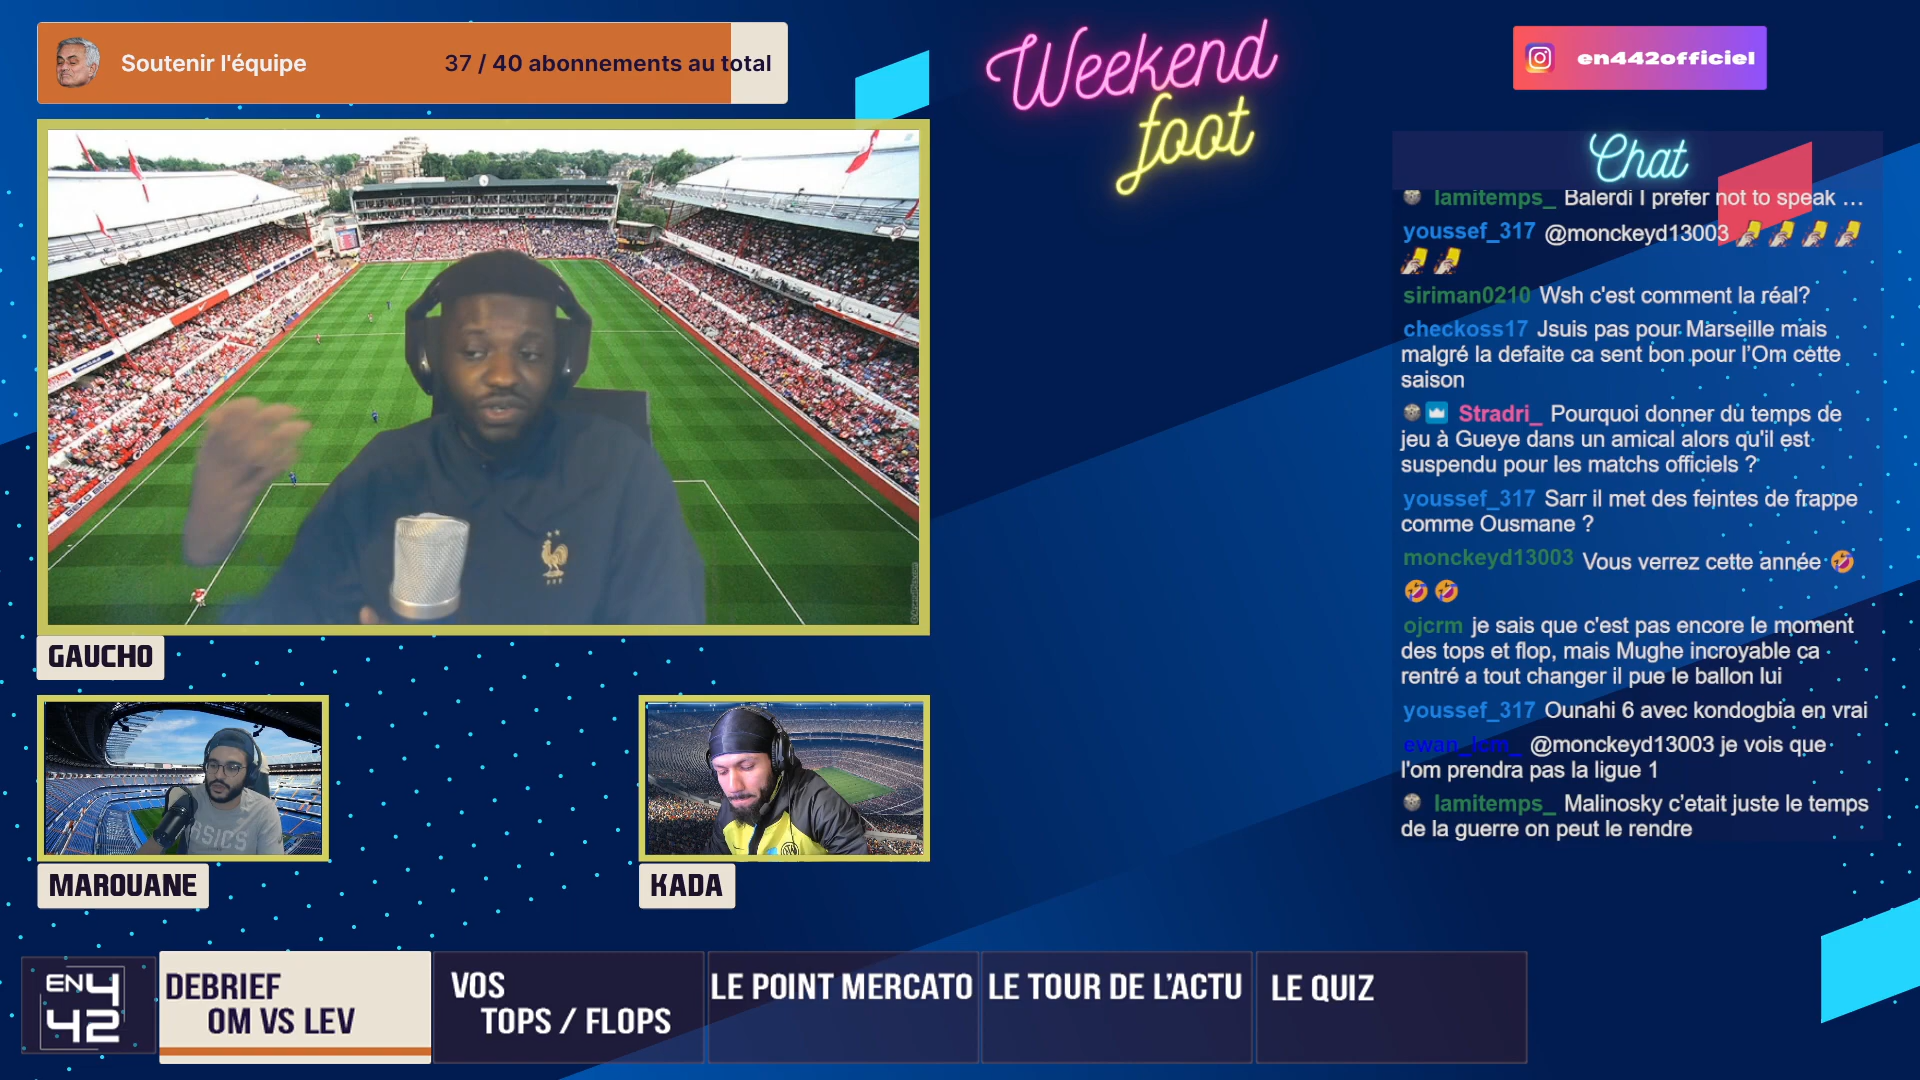 Soutenir l'équipe
37 / 40 abonnements au total
Weekend
foot
en442officiel
Chat
lamitemps_ Balerdi I prefer not to speak ...
youssef_317 @monckeyd13003
siriman0210 Wsh c'est comment la réal?
checkoss17 Jsuis pas pour Marseille mais
malgré la defaite ca sent bon pour l'Om cette
saison
Stradri_ Pourquoi donner du temps de
jeu à Gueye dans un amical alors qu'il est
suspendu pour les matchs officiels ?
youssef_317 Sarr il met des feintes de frappe
comme Ousmane ?
monckeyd13003 Vous verrez cette année 🤣
🤣 🤣
ojcrm je sais que c'est pas encore le moment
des tops et flop, mais Mughe incroyable ca
rentré a tout changer il pue le ballon lui
youssef_317 Ounahi 6 avec kondogbia en vrai
@monckeyd13003 je vois que
l'om prendra pas la ligue 1
lamitemps_ Malinosky c'etait juste le temps
de la guerre on peut le rendre
GAUCHO
ASICS
MAROUANE
KADA
EN4
42
DEBRIEF
OM VS LEV
VOS
TOPS / FLOPS
LE POINT MERCATO
LE TOUR DE L'ACTU
LE QUIZ